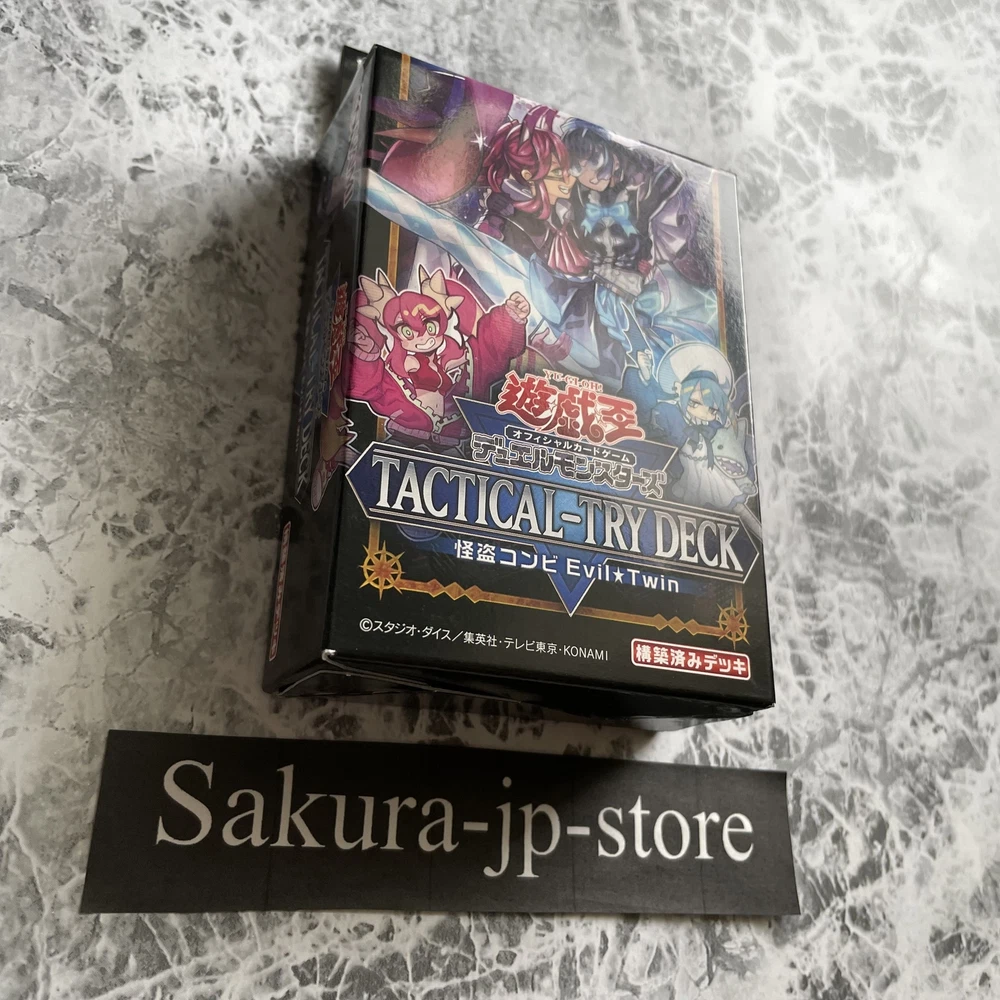 YU-GI-OH!
遊戯王
オフィシャルカードゲーム
デュエルモンスターズ
TACTICAL-TRY DECK
怪盗コンビ Evil★Twin
©スタジオ・ダイス／集英社・テレビ東京・KONAMI
構築済みデッキ
Sakura-jp-store